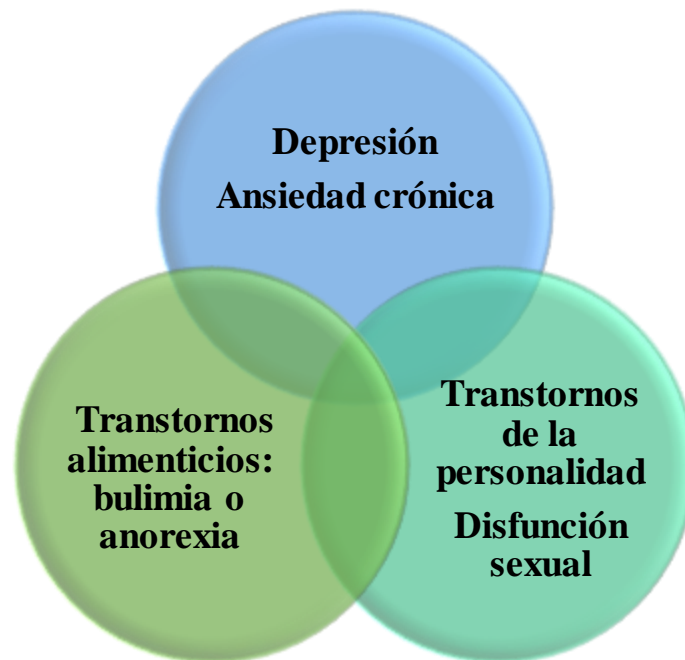 Depresión
Ansiedad crónica
Transtornos
alimenticios:
bulimia o
anorexia
Transtornos
de la
personalidad
Disfunción
sexual